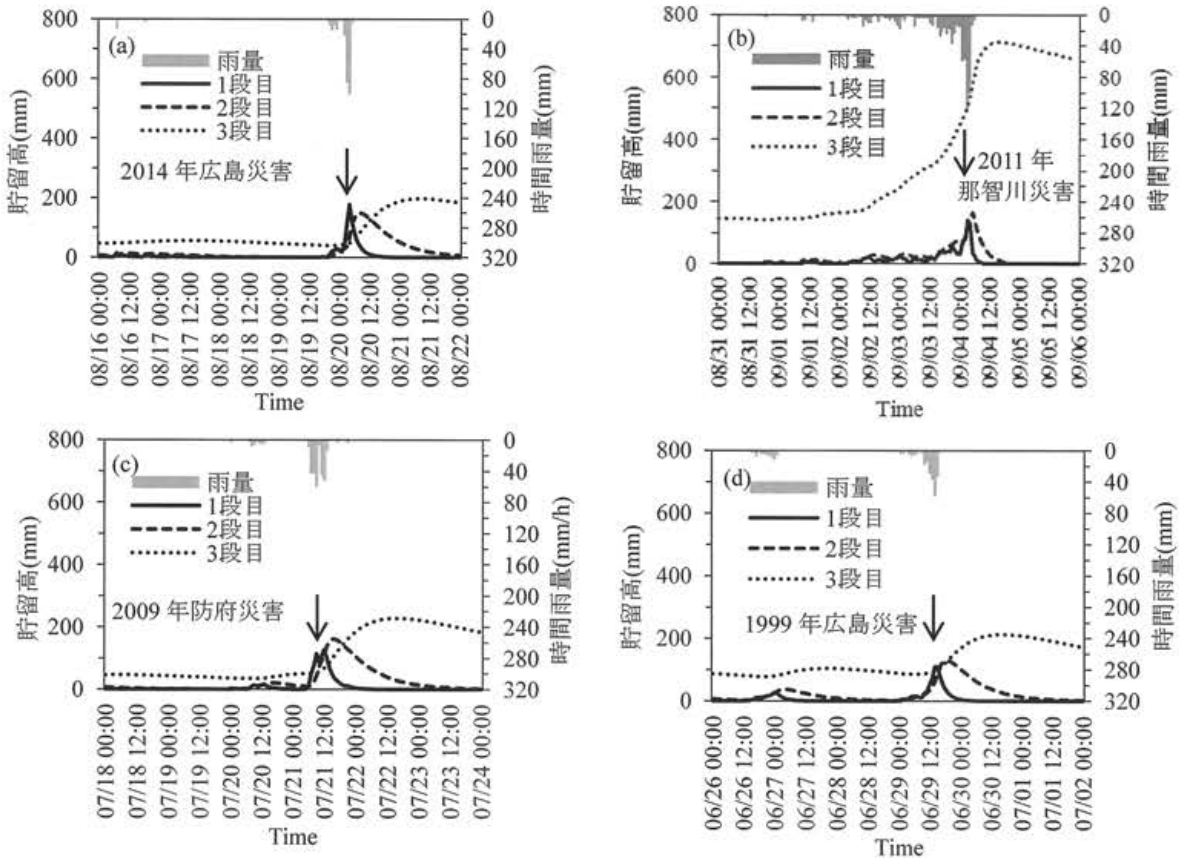 (a)
雨量
1段目
2段目
3段目
2014 年広島災害
貯留高(mm)
800
600
400
200
0
時間雨量(mm)
0
40
80
120
160
200
240
280
320
08/16 00:00
08/16 12:00
08/17 00:00
08/17 12:00
08/18 00:00
08/18 12:00
08/19 00:00
08/19 12:00
08/20 00:00
08/20 12:00
08/21 00:00
08/21 12:00
08/22 00:00
Time
(b)
雨量
1段目
2段目
3段目
2011 年
那智川災害
貯留高(mm)
800
600
400
200
0
時間雨量(mm)
0
40
80
120
160
200
240
280
320
08/31 00:00
08/31 12:00
09/01 00:00
09/01 12:00
09/02 00:00
09/02 12:00
09/03 00:00
09/03 12:00
09/04 00:00
09/04 12:00
09/05 00:00
09/05 12:00
09/06 00:00
Time
(c)
雨量
1段目
2段目
3段目
2009 年防府災害
貯留高(mm)
800
600
400
200
0
時間雨量(mm/h)
0
40
80
120
160
200
240
280
320
07/18 00:00
07/18 12:00
07/19 00:00
07/19 12:00
07/20 00:00
07/20 12:00
07/21 00:00
07/21 12:00
07/22 00:00
07/22 12:00
07/23 00:00
07/23 12:00
07/24 00:00
Time
(d)
雨量
1段目
2段目
3段目
1999 年広島災害
貯留高(mm)
800
600
400
200
0
時間雨量(mm)
0
40
80
120
160
200
240
280
320
06/26 00:00
06/26 12:00
06/27 00:00
06/27 12:00
06/28 00:00
06/28 12:00
06/29 00:00
06/29 12:00
06/30 00:00
06/30 12:00
07/01 00:00
07/01 12:00
07/02 00:00
Time